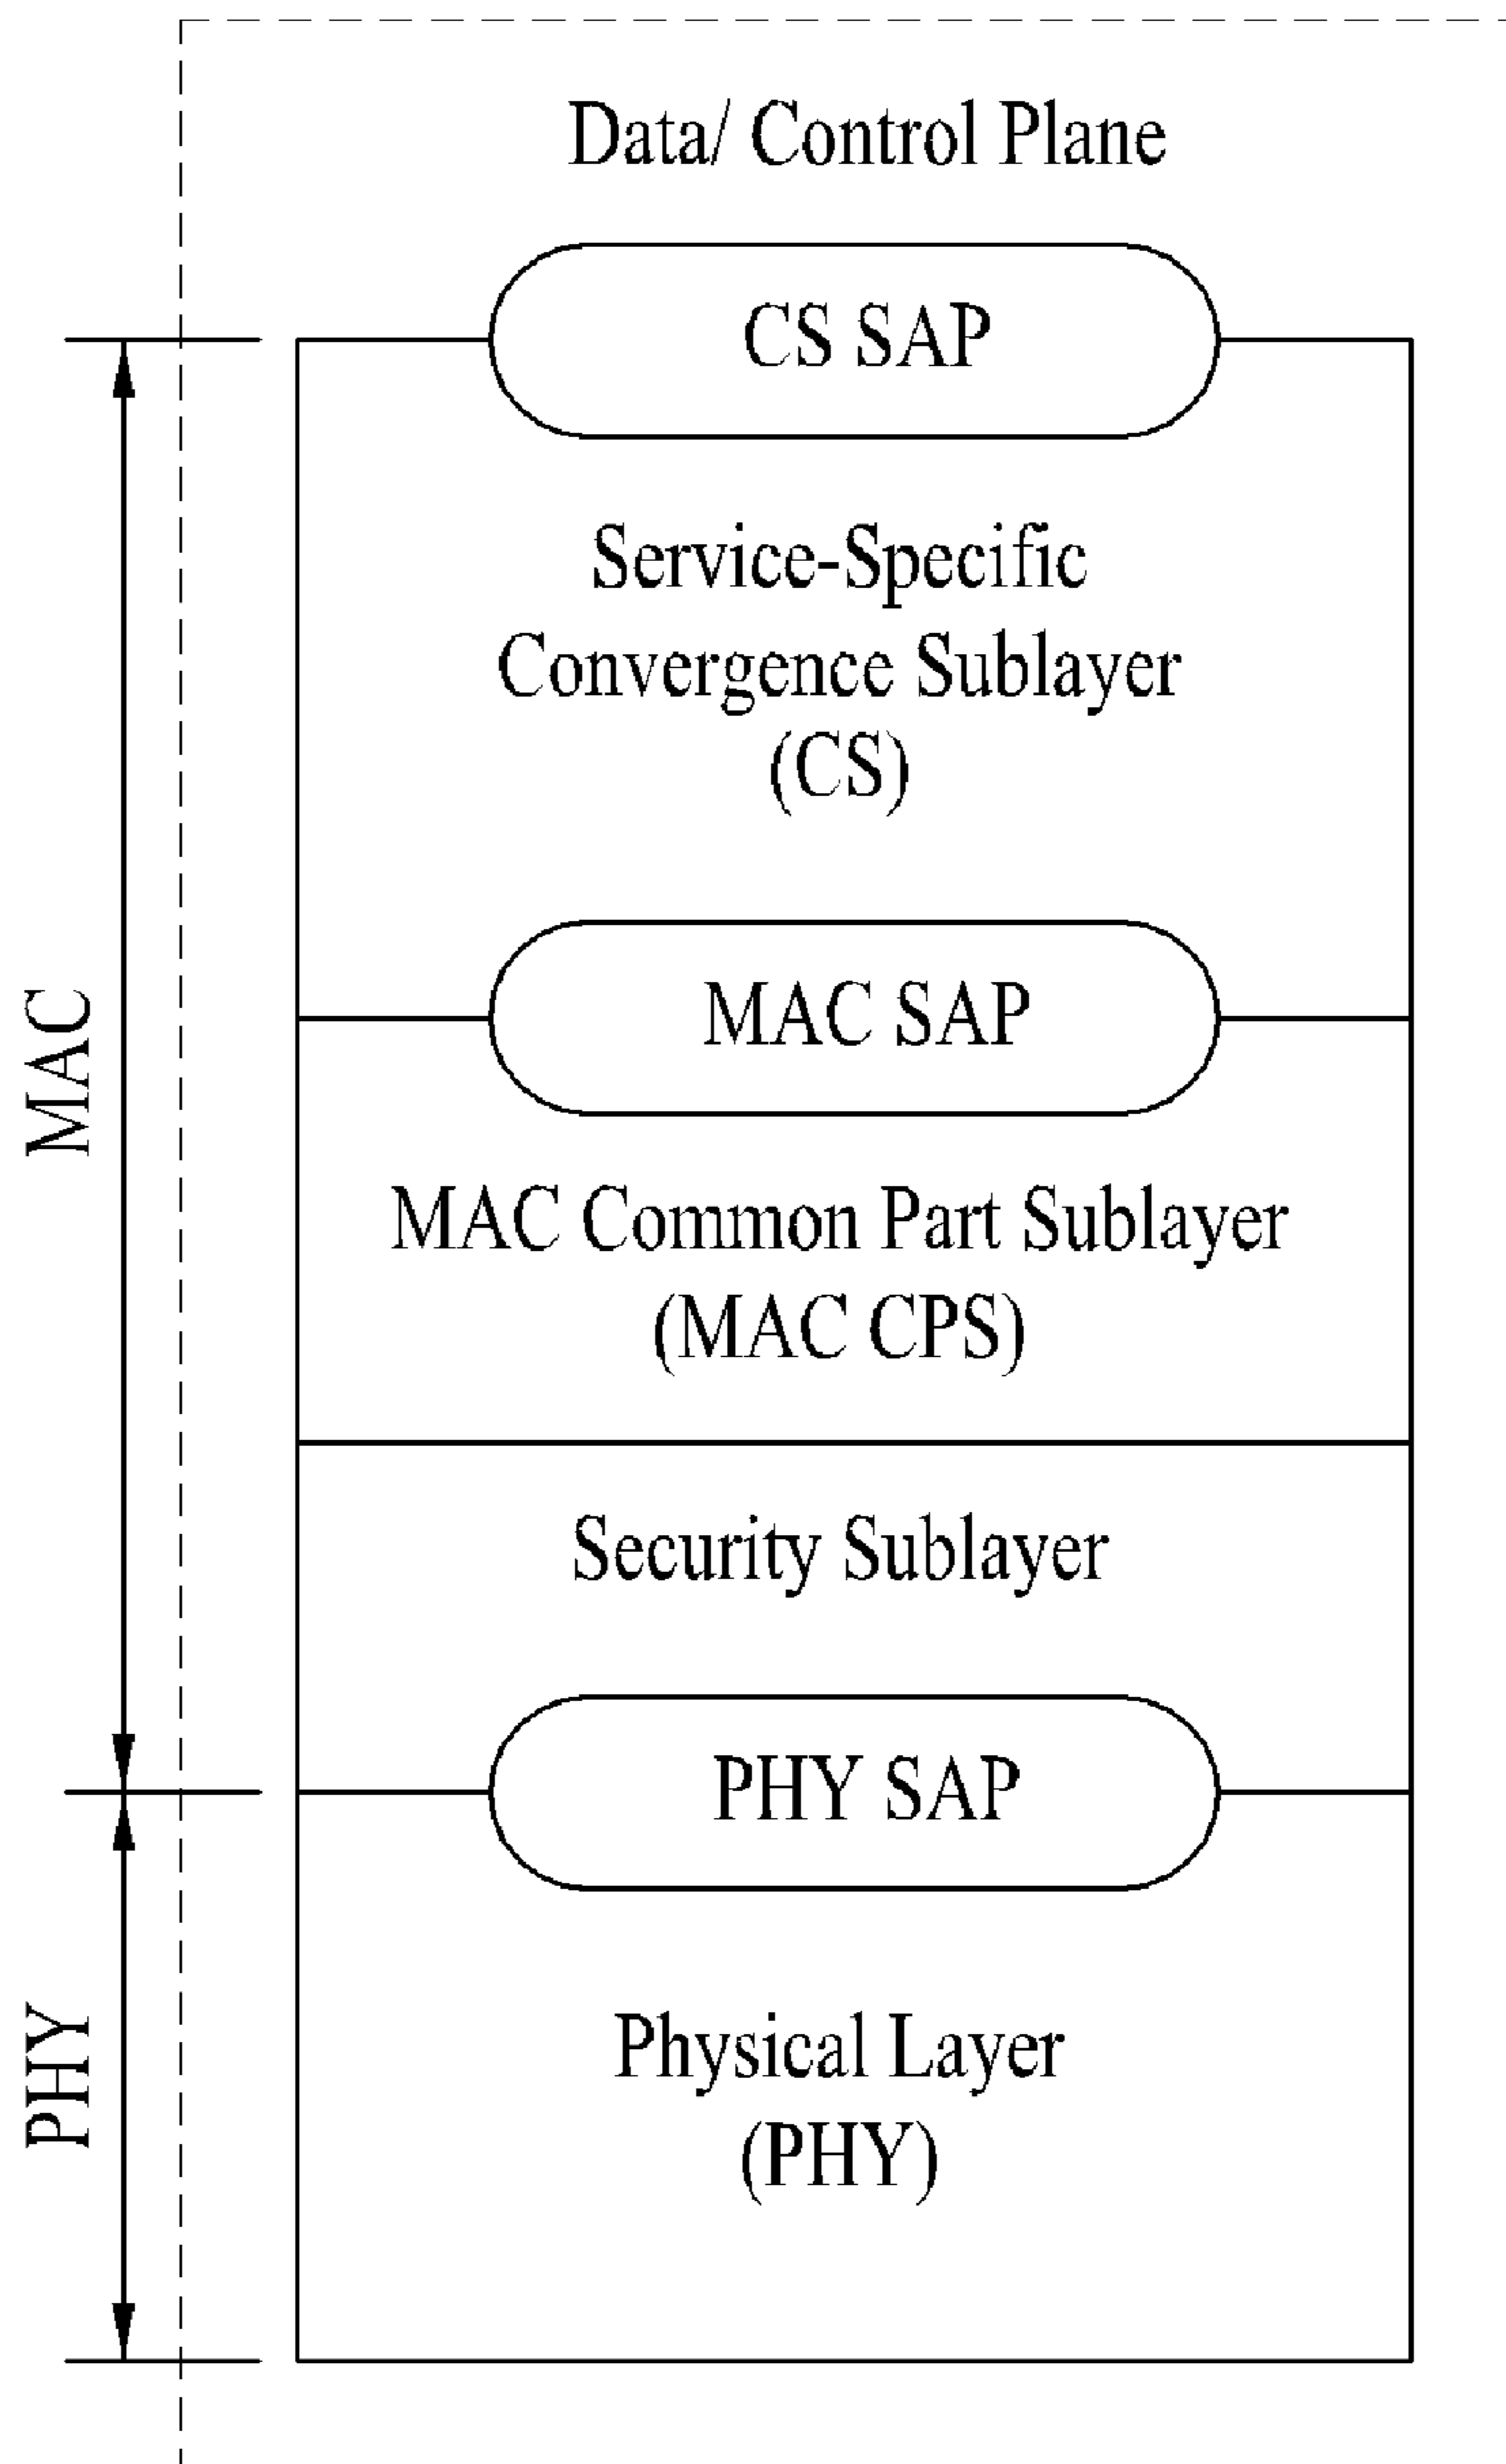 Data/ Control Plane
CS SAP
Service-Specific
Convergence Sublayer
(CS)
MAC
MAC SAP
MAC Common Part Sublayer
(MAC CPS)
Security Sublayer
PHY SAP
PHY
Physical Layer
(PHY)